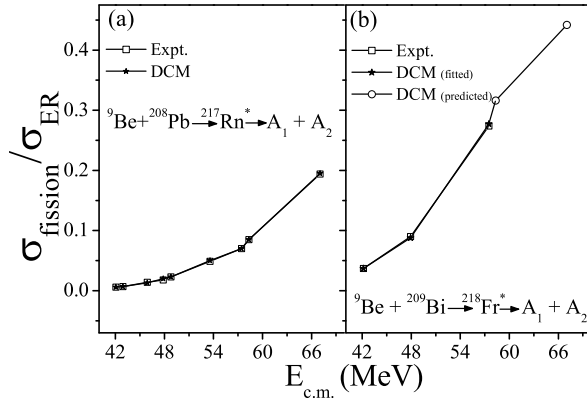 (a)
Expt.
DCM
⁹Be+²⁰⁸Pb→²¹⁷Rn*→A₁ + A₂
(b)
Expt.
DCM (fitted)
DCM (predicted)
⁹Be + ²⁰⁹Bi→²¹⁸Fr*→A₁ + A₂
σfission/σER
0.4
0.3
0.2
0.1
0.0
42 48 54 60 66 42 48 54 60 66
Ec.m. (MeV)